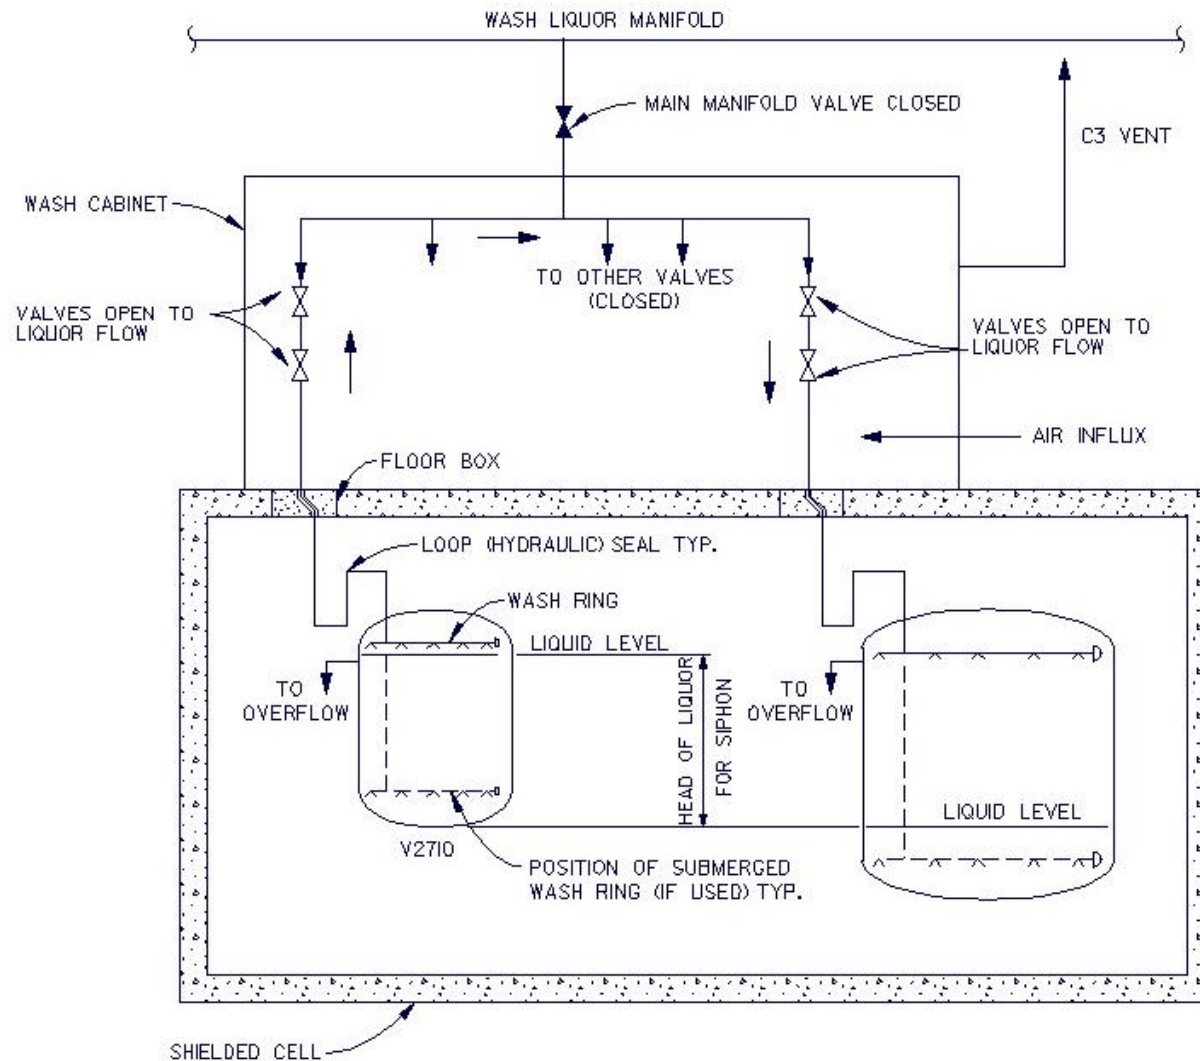 WASH LIQUOR MANIFOLD
MAIN MANIFOLD VALVE CLOSED
C3 VENT
WASH CABINET
TO OTHER VALVES
(CLOSED)
VALVES OPEN TO
LIQUOR FLOW
VALVES OPEN TO
LIQUOR FLOW
AIR INFLUX
FLOOR BOX
LOOP (HYDRAULIC) SEAL TYP.
WASH RING
LIQUID LEVEL
TO
OVERFLOW
HEAD OF LIQUOR
FOR SIPHON
TO
OVERFLOW
LIQUID LEVEL
V2710
POSITION OF SUBMERGED
WASH RING (IF USED) TYP.
SHIELDED CELL